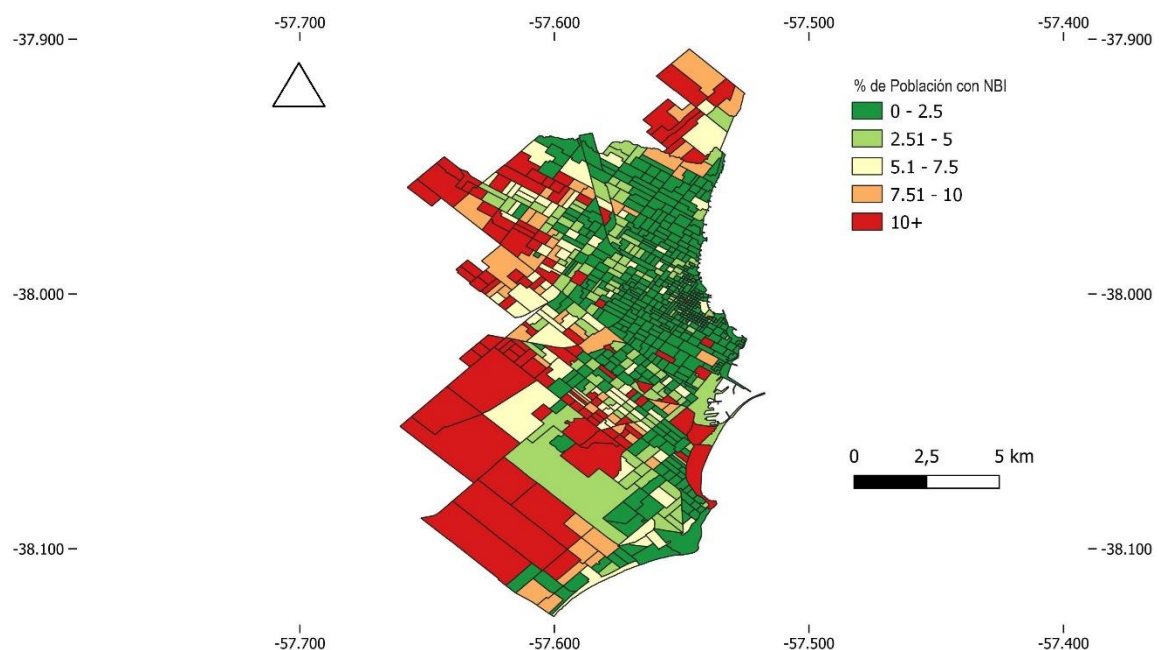 -57.700 -57.600 -57.500 -57.400
-37.900 -37.900
% de Población con NBI
0 - 2.5
2.51 - 5
5.1 - 7.5
7.51 - 10
10+
-38.000 -38.000
0 2,5 5 km
-38.100 -38.100
-57.700 -57.600 -57.500 -57.400